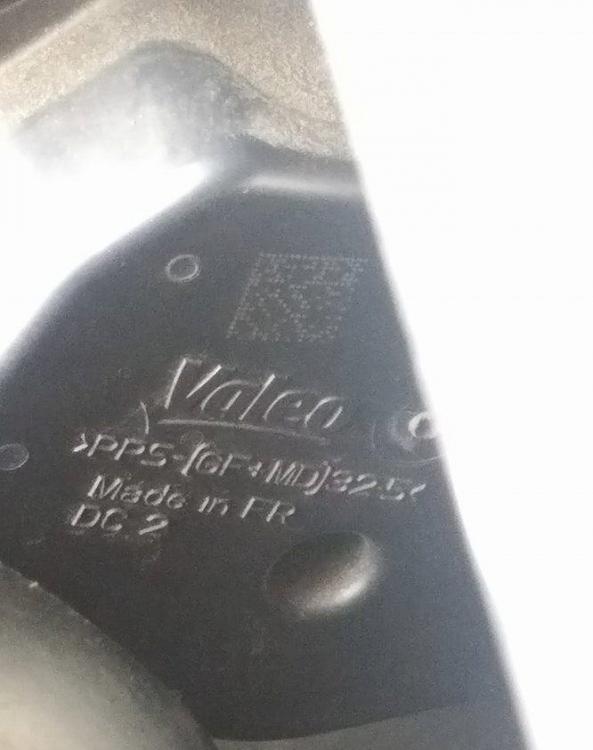 Valeo
>PPS-(GF+MD)325<
Made in FR
DC 2